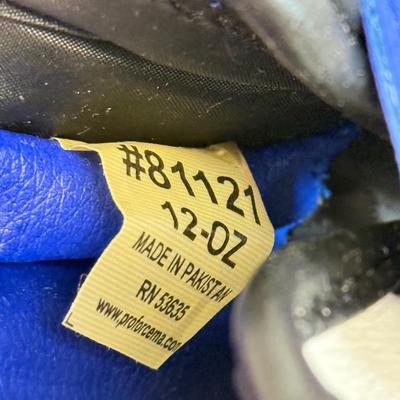 #81121
12-OZ
MADE IN PAKISTAN
RN 53635
www.proforcema.com
L